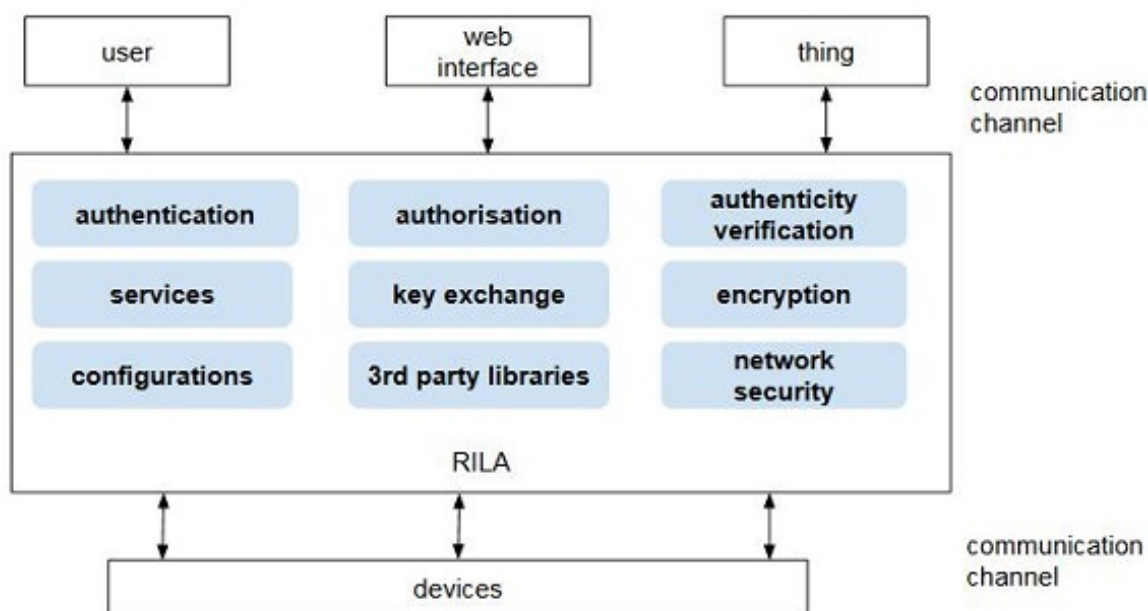 user
web
interface
thing
communication
channel
authentication
authorisation
authenticity
verification
services
key exchange
encryption
configurations
3rd party libraries
network
security
RILA
communication
channel
devices